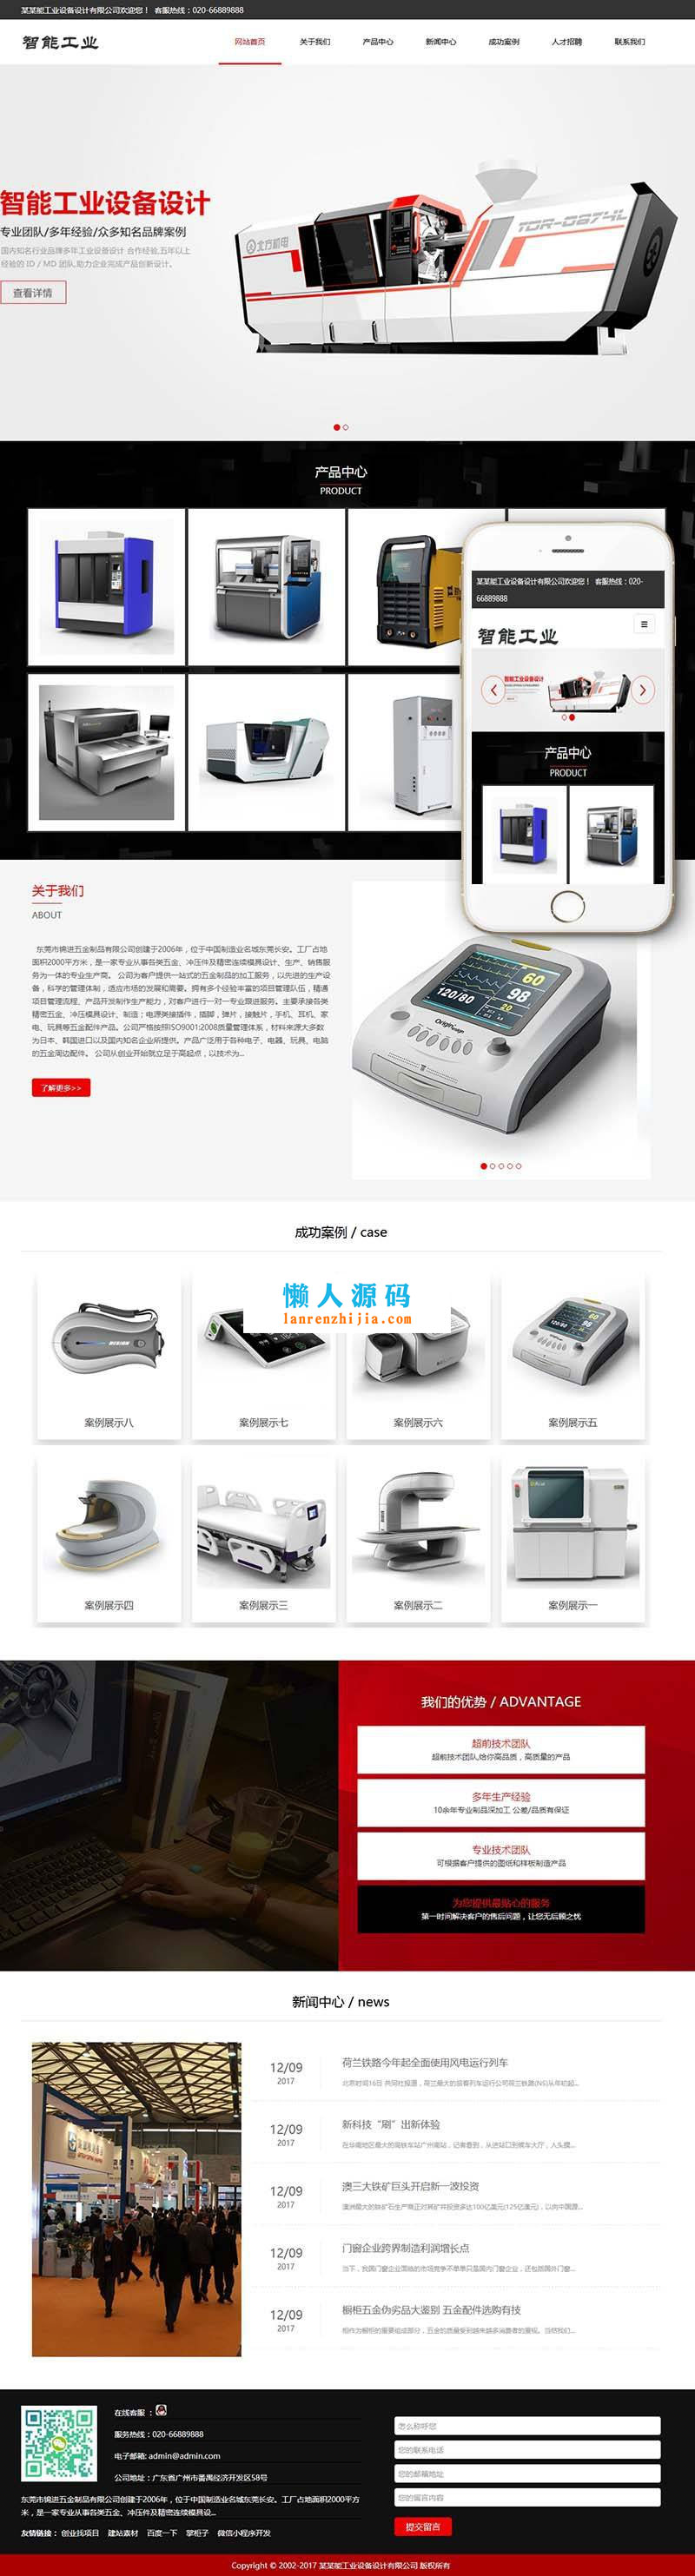 某某能工业设备设计有限公司欢迎您！ 客服热线：020-66889888
智能工业
网站首页 关于我们 产品中心 新闻中心 成功案例 人才招聘 联系我们
智能工业设备设计
专业团队/多年经验/众多知名品牌案例
国内知名行业品牌多年工业设备设计 合作经验,五年以上
经验的 ID / MD 团队,助力企业完成产品创新设计。
查看详情
北方机电
TDR-0874L
产品中心
PRODUCT
某某能工业设备设计有限公司欢迎您！ 客服热线：020-
66889888
智能工业
智能工业设备设计
产品中心
PRODUCT
关于我们
ABOUT
东莞市锦进五金制品有限公司创建于2006年，位于中国制造业名城东莞长安。工厂占地
面积2000平方米，是一家专业从事各类五金、冲压件及精密连续模具设计、生产、销售服
务为一体的专业生产商。 公司为客户提供一站式的五金制品的加工服务，以先进的生产设
备，科学的管理体制，适应市场的发展和需要。拥有多个经验丰富的项目管理队伍，精通
项目管理流程、产品开发制作生产能力，对客户进行一对一专业跟进服务。主要承接各类
精密五金、冲压模具设计、制造；电源类接插件，插脚，弹片，接触片，手机、耳机、家
电、玩具等五金配件产品。公司严格按照ISO9001:2008质量管理体系，材料来源大多数
为日本、韩国进口以及国内知名企业所提供。产品广泛用于各种电子、电器、玩具、电脑
的五金周边配件。 公司从创业开始就立足于高起点，以技术为...
了解更多>>
60
98
120/80
20
成功案例 / case
懒人源码
lanrenzhijia.com
案例展示八 案例展示七 案例展示六 案例展示五
案例展示四 案例展示三 案例展示二 案例展示一
我们的优势 / ADVANTAGE
超前技术团队
超前技术团队,给你高品质，高质量的产品
多年生产经验
10余年专业制品深加工 公差/品质有保证
专业技术团队
可根据客户提供的图纸和样板制造产品
为您提供最贴心的服务
第一时间解决客户的售后问题，让您无后顾之忧
新闻中心 / news
12/09
2017
荷兰铁路今年起全面使用风电运行列车
北京时间16日 共同社报道，荷兰最大的旅客列车运行公司荷兰铁路(NS)从年初起...
12/09
2017
新科技“刷”出新体验
在华南地区最大的高铁车站广州南站，记者看到，从进站口到候车大厅，人头攒...
12/09
2017
澳三大铁矿巨头开启新一波投资
澳洲最大的铁矿石生产商正对其矿井投资多达100亿美元(125亿澳元)，以向中国源...
12/09
2017
门窗企业跨界制造利润增长点
当下，我国门窗企业面临的市场竞争不单单只是国内门窗企业，还包括国外门窗...
12/09
2017
橱柜五金伪劣品大鉴别 五金配件选购有技
柜作为橱柜的重要组成部分，五金的质量受到越来越多消费者的重视。当然我们...
在线客服 ：
服务热线：020-66889888
电子邮箱: admin@admin.com
公司地址：广东省广州市番禺经济开发区58号
东莞市锦进五金制品有限公司创建于2006年，位于中国制造业名城东莞长安。工厂占地面积2000平方
米，是一家专业从事各类五金、冲压件及精密连续模具设...
友情链接： 创业找项目 建站素材 百度一下 掌柜子 微信小程序开发
怎么称呼您
您的联系电话
您的邮箱地址
您的留言内容
提交留言
Copyright © 2002-2017 某某能工业设备设计有限公司 版权所有